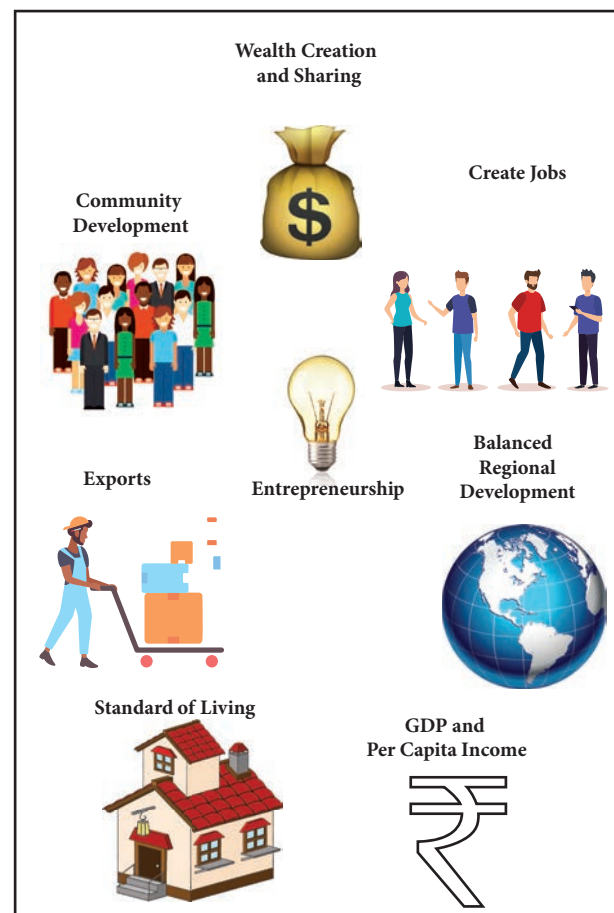 Wealth Creation
and Sharing
Create Jobs
Community
Development
$
Balanced
Regional
Development
Exports
Entrepreneurship
Standard of Living
GDP and
Per Capita Income
₹